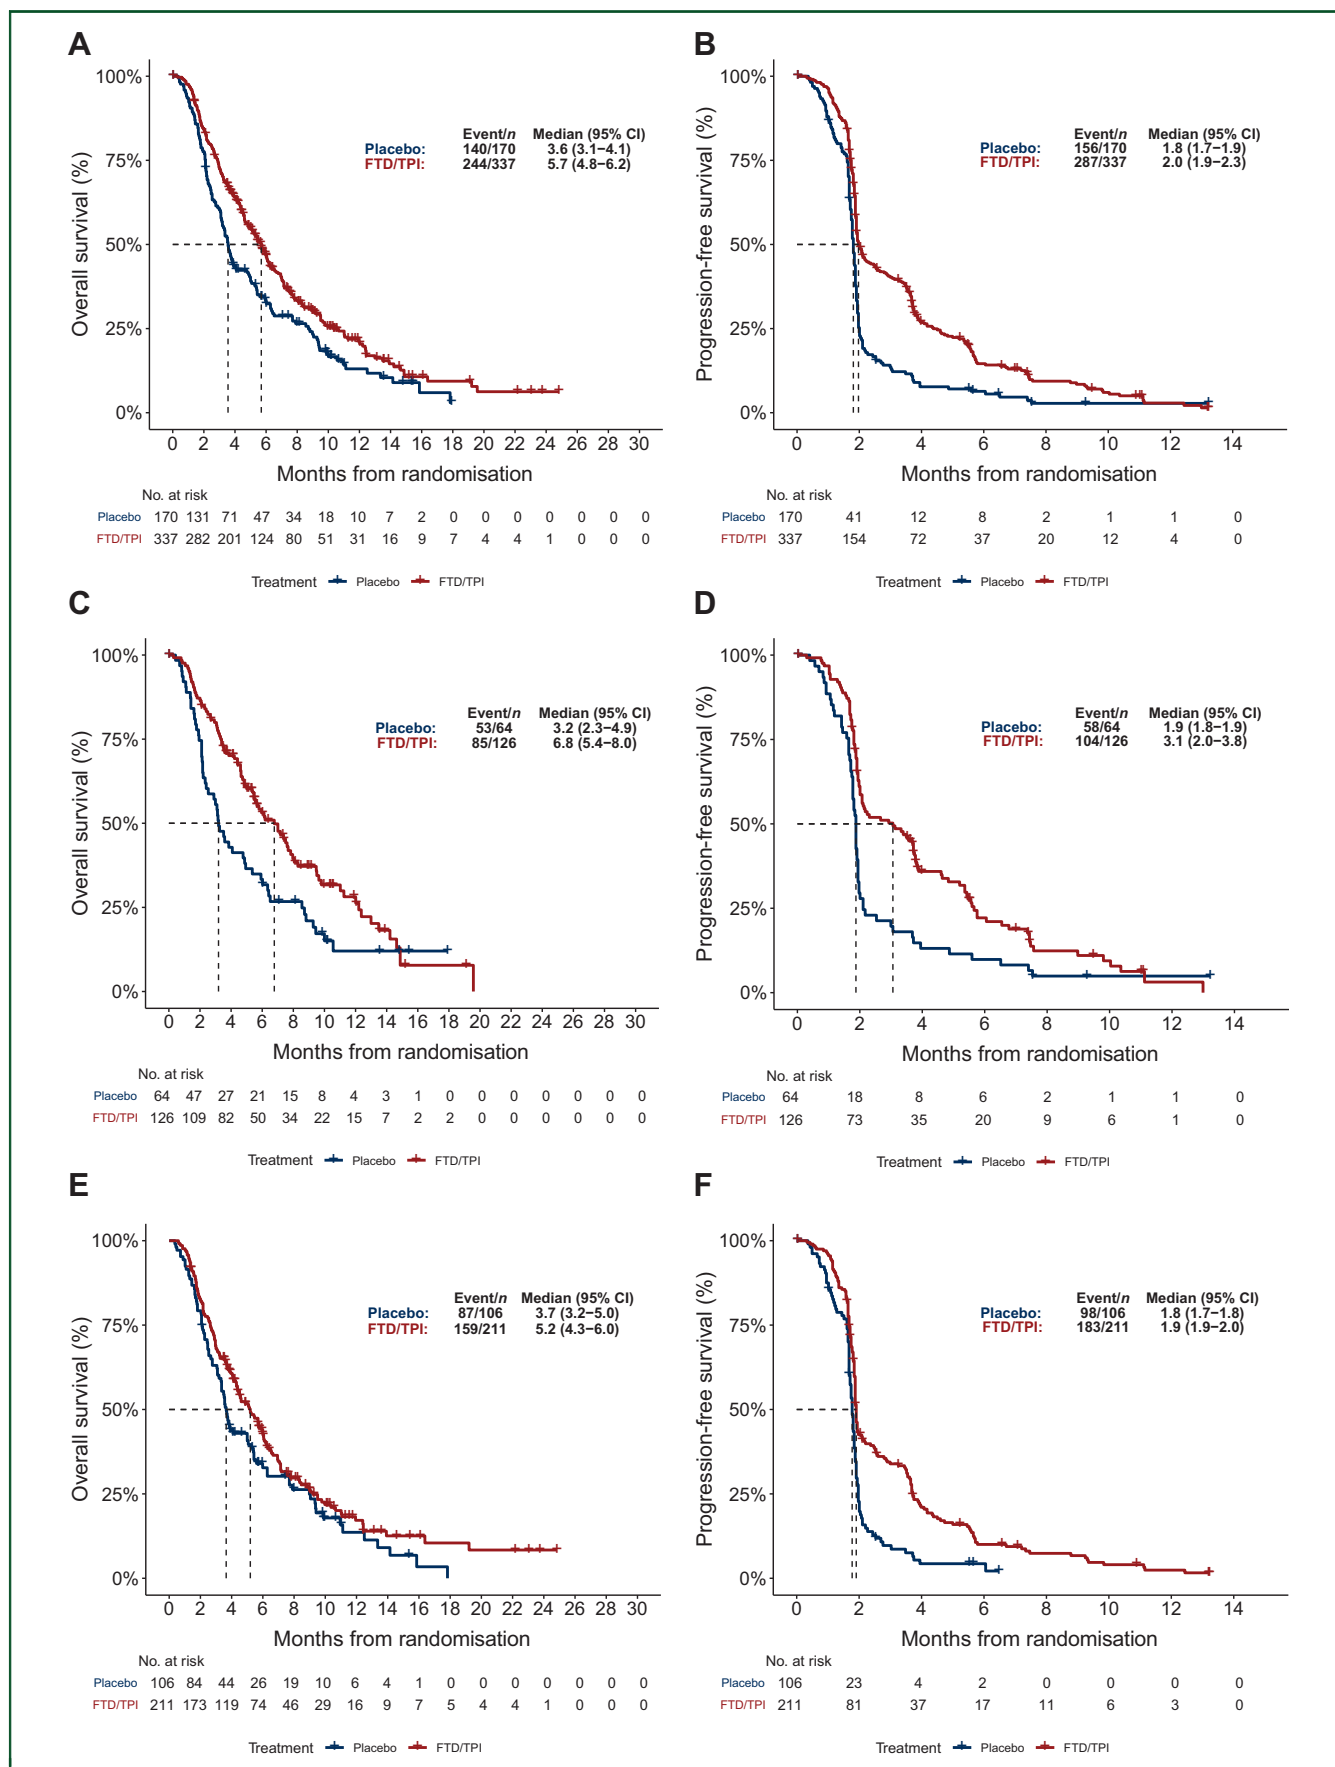 A
Overall survival (%)
100%
75%
50%
25%
0%
Event/n Median (95% CI)
Placebo: 140/170 3.6 (3.1–4.1)
FTD/TPI: 244/337 5.7 (4.8–6.2)
0 2 4 6 8 10 12 14 16 18 20 22 24 26 28 30
Months from randomisation
No. at risk
Placebo 170 131 71 47 34 18 10 7 2 0 0 0 0 0 0 0
FTD/TPI 337 282 201 124 80 51 31 16 9 7 4 4 1 0 0 0
Treatment Placebo FTD/TPI
B
Progression-free survival (%)
100%
75%
50%
25%
0%
Event/n Median (95% CI)
Placebo: 156/170 1.8 (1.7–1.9)
FTD/TPI: 287/337 2.0 (1.9–2.3)
0 2 4 6 8 10 12 14
Months from randomisation
No. at risk
Placebo 170 41 12 8 2 1 1 0
FTD/TPI 337 154 72 37 20 12 4 0
Treatment Placebo FTD/TPI
C
Overall survival (%)
100%
75%
50%
25%
0%
Event/n Median (95% CI)
Placebo: 53/64 3.2 (2.3–4.9)
FTD/TPI: 85/126 6.8 (5.4–8.0)
0 2 4 6 8 10 12 14 16 18 20 22 24 26 28 30
Months from randomisation
No. at risk
Placebo 64 47 27 21 15 8 4 3 1 0 0 0 0 0 0 0
FTD/TPI 126 109 82 50 34 22 15 7 2 2 0 0 0 0 0 0
Treatment Placebo FTD/TPI
D
Progression-free survival (%)
100%
75%
50%
25%
0%
Event/n Median (95% CI)
Placebo: 58/64 1.9 (1.8–1.9)
FTD/TPI: 104/126 3.1 (2.0–3.8)
0 2 4 6 8 10 12 14
Months from randomisation
No. at risk
Placebo 64 18 8 6 2 1 1 0
FTD/TPI 126 73 35 20 9 6 1 0
Treatment Placebo FTD/TPI
E
Overall survival (%)
100%
75%
50%
25%
0%
Event/n Median (95% CI)
Placebo: 87/106 3.7 (3.2–5.0)
FTD/TPI: 159/211 5.2 (4.3–6.0)
0 2 4 6 8 10 12 14 16 18 20 22 24 26 28 30
Months from randomisation
No. at risk
Placebo 106 84 44 26 19 10 6 4 1 0 0 0 0 0 0 0
FTD/TPI 211 173 119 74 46 29 16 9 7 5 4 4 1 0 0 0
Treatment Placebo FTD/TPI
F
Progression-free survival (%)
100%
75%
50%
25%
0%
Event/n Median (95% CI)
Placebo: 98/106 1.8 (1.7–1.8)
FTD/TPI: 183/211 1.9 (1.9–2.0)
0 2 4 6 8 10 12 14
Months from randomisation
No. at risk
Placebo 106 23 4 2 0 0 0 0
FTD/TPI 211 81 37 17 11 6 3 0
Treatment Placebo FTD/TPI